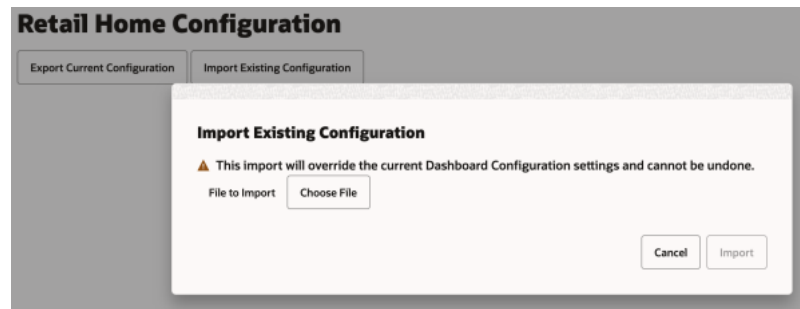 Retail Home Configuration
Export Current Configuration Import Existing Configuration
Import Existing Configuration
This import will override the current Dashboard Configuration settings and cannot be undone.
File to Import Choose File
Cancel Import